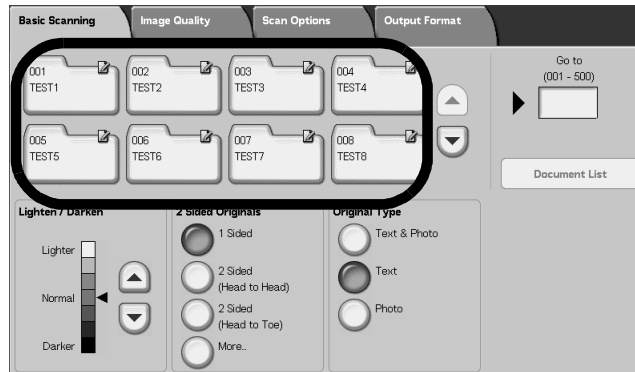 Basic Scanning Image Quality Scan Options Output Format
001 002 003 004
TEST1 TEST2 TEST3 TEST4
Go to
(001 - 500)
005 006 007 008
TEST5 TEST6 TEST7 TEST8
Document List
Lighten / Darken
Lighter
Normal
Darker
2 Sided Originals
1 Sided
2 Sided
(Head to Head)
2 Sided
(Head to Toe)
More..
Original Type
Text & Photo
Text
Photo